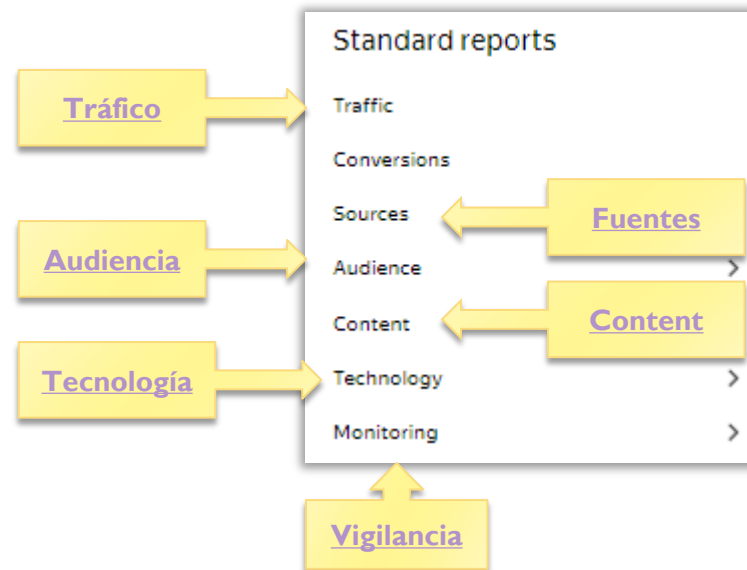 Standard reports
Tráfico
Traffic
Conversions
Sources
Fuentes
Audiencia
Audience
Content
Content
Tecnología
Technology
Monitoring
Vigilancia